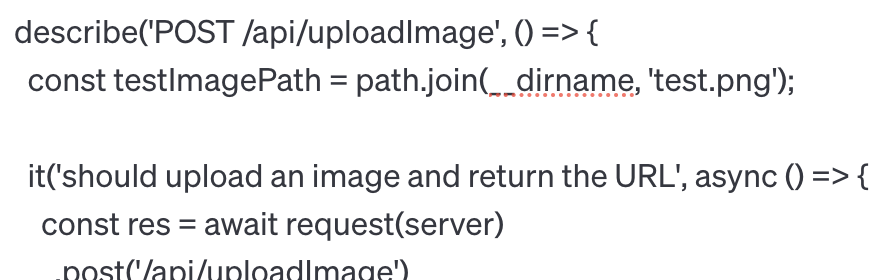 describe('POST /api/uploadImage', () => {
const testImagePath = path.join(__dirname, 'test.png');
it('should upload an image and return the URL', async () => {
const res = await request(server)
.post('/api/uploadImage')